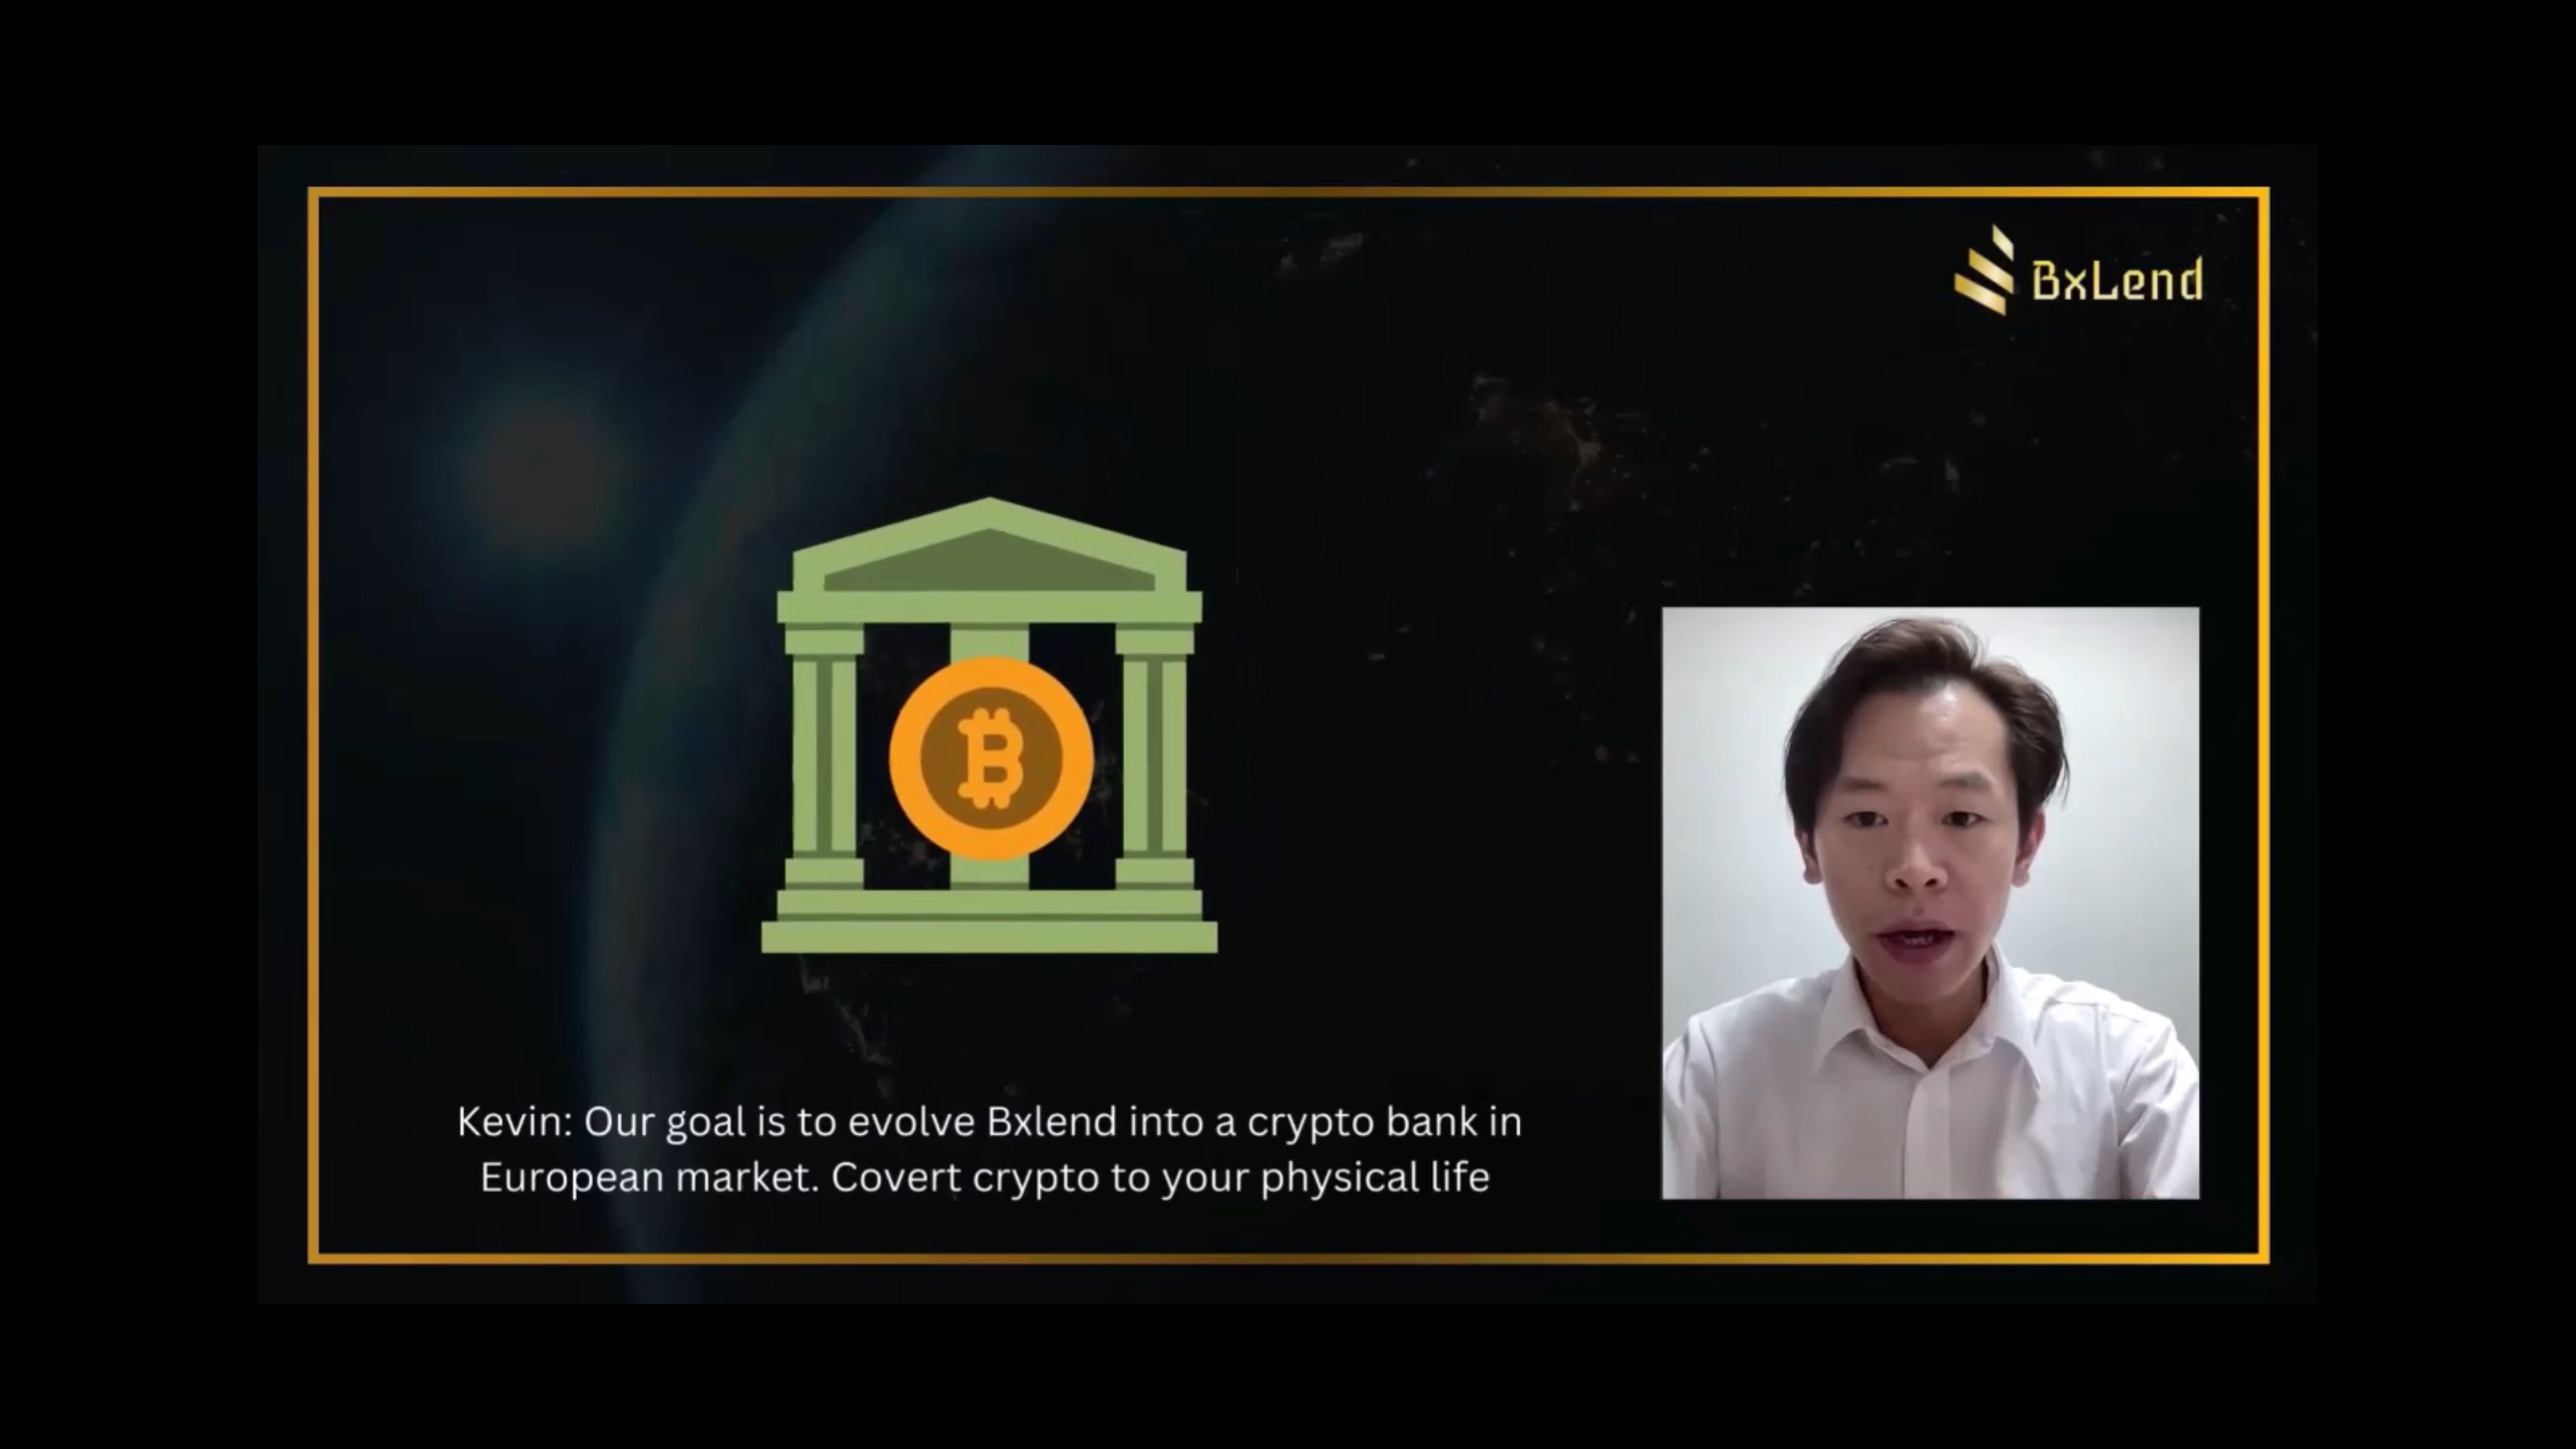 BxLend
Kevin: Our goal is to evolve Bxlend into a crypto bank in
European market. Covert crypto to your physical life